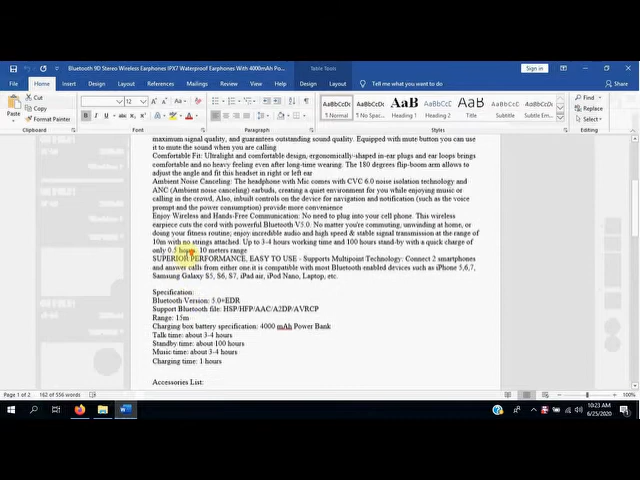 Bluetooth 9D Stereo Wireless Earphones IPX7 Waterproof Earphones With 4000mAh Po...
Table Tools
Sign in
File Home Insert Draw Design Layout References Mailings Review View Help Design Layout Tell me what you want to do
Cut
Copy
Format Painter
Paste
12
B I U
AaBbCcDc AaBbCcDc AaBb AaBbCc AaB AaBbCcD AaBbCcDc
¶ Normal ¶ No Spac... Heading 1 Heading 2 Title Subtitle Subtle Em...
Find
Replace
Select
Clipboard Font Paragraph Styles Editing
maximum signal quality, and guarantees outstanding sound quality. Equipped with mute button you can use
it to mute the sound when you are calling
Comfortable Fit: Ultralight and comfortable design, ergonomically-shaped in-ear plugs and ear loops brings
comfortable and no heavy feeling even after long-time wearing. The 180 degrees flip-boom-arm allows to
adjust the angle and fit this headset in right or left ear
Ambient Noise Canceling: The headphone with Mic comes with CVC 6.0 noise isolation technology and
ANC (Ambient noise canceling) earbuds, creating a quiet environment for you while enjoying music or
calling in the crowd, Also, inbuilt controls on the device for navigation and notification (such as the voice
prompt and the power consumption) provide more convenience
Enjoy Wireless and Hands-Free Communication: No need to plug into your cell phone. This wireless
earpiece cuts the cord with powerful Bluetooth V5.0. No matter you're commuting, unwinding at home, or
doing your fitness routine; enjoy incredible audio and high speed & stable signal transmission at the range of
10m with no strings attached. Up to 3-4 hours working time and 100 hours stand-by with a quick charge of
only 0.5 hours. 10 meters range
SUPERIOR PERFORMANCE, EASY TO USE - Supports Multipoint Technology: Connect 2 smartphones
and answer calls from either one.it is compatible with most Bluetooth enabled devices such as iPhone 5,6,7,
Samsung Galaxy S5, S6, S7, iPad air, iPod Nano, Laptop, etc.
Specification:
Bluetooth Version: 5.0+EDR
Support Bluetooth file: HSP/HFP/AAC/A2DP/AVRCP
Range: 15m
Charging box battery specification: 4000 mAh Power Bank
Talk time: about 3-4 hours
Standby time: about 100 hours
Music time: about 3-4 hours
Charging time: 1 hours
Accessories List:
Page 1 of 2 162 of 556 words
100%
10:23 AM
6/25/2020